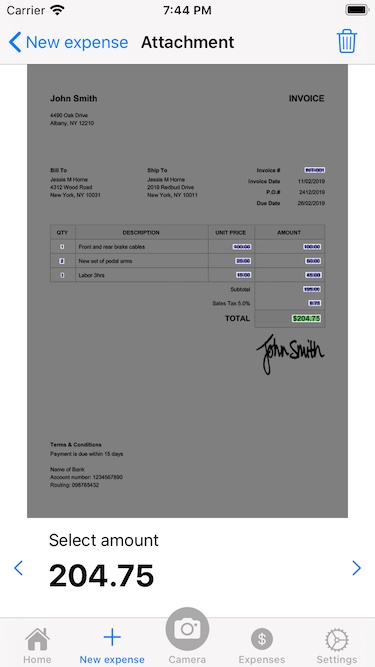 Carrier 7:44 PM
New expense Attachment
John Smith INVOICE
4490 Oak Drive
Albany, NY 12210
Bill To Ship To Invoice # INT-001
Jessie M Horne Jessie M Horne Invoice Date 11/02/2019
4312 Wood Road 2019 Redbud Drive P.O.# 24/12/2019
New York, NY 10031 New York, NY 10011 Due Date 26/02/2019
QTY DESCRIPTION UNIT PRICE AMOUNT
1 Front and rear brake cables 100.00 100.00
2 New set of pedal arms 25.00 50.00
3 Labor 3hrs 15.00 45.00
Subtotal 195.00
Sales Tax 5.0% 9.75
TOTAL $204.75
John Smith
Terms & Conditions
Payment is due within 15 days
Name of Bank
Account number: 1234567890
Routing: 098765432
Select amount
204.75
Home New expense Camera Expenses Settings